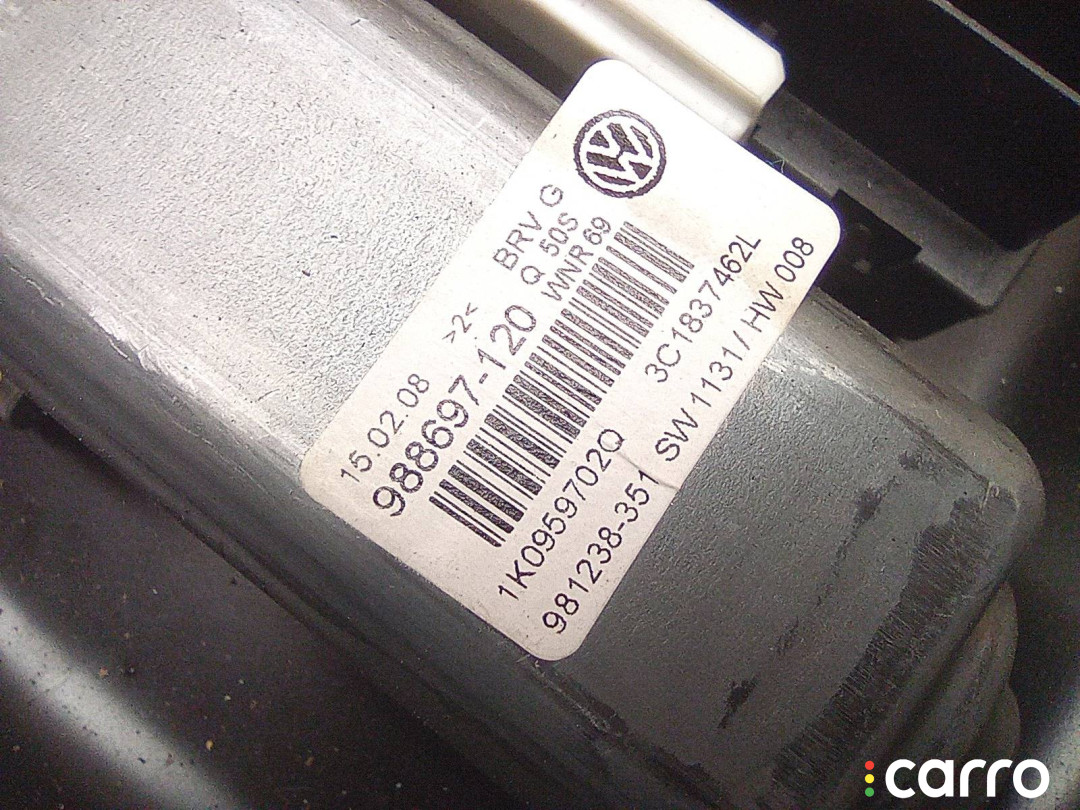 BRV G
>2< Q 50S
15.02.08 WNR 69
988697-120
1K0959702Q 3C1837462L
981238-351 SW 1131 / HW 008
carro